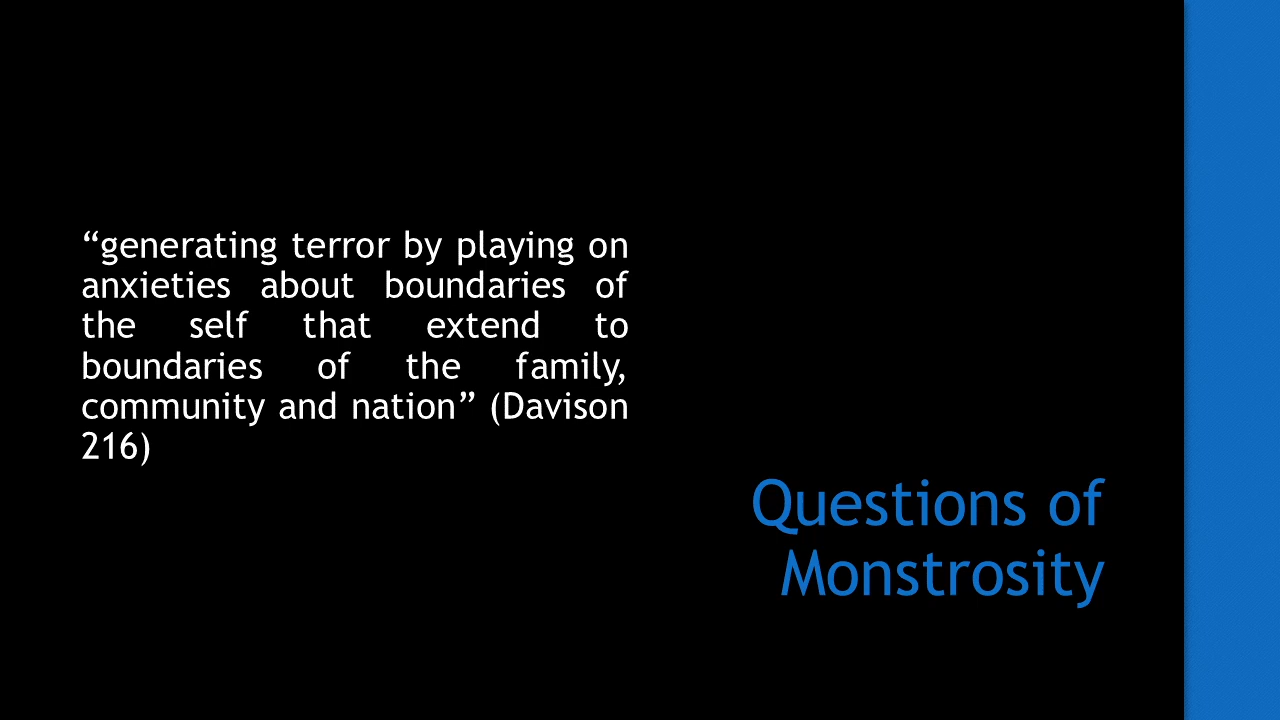 “generating terror by playing on
anxieties about boundaries of
the self that extend to
boundaries of the family,
community and nation” (Davison
216)
Questions of
Monstrosity